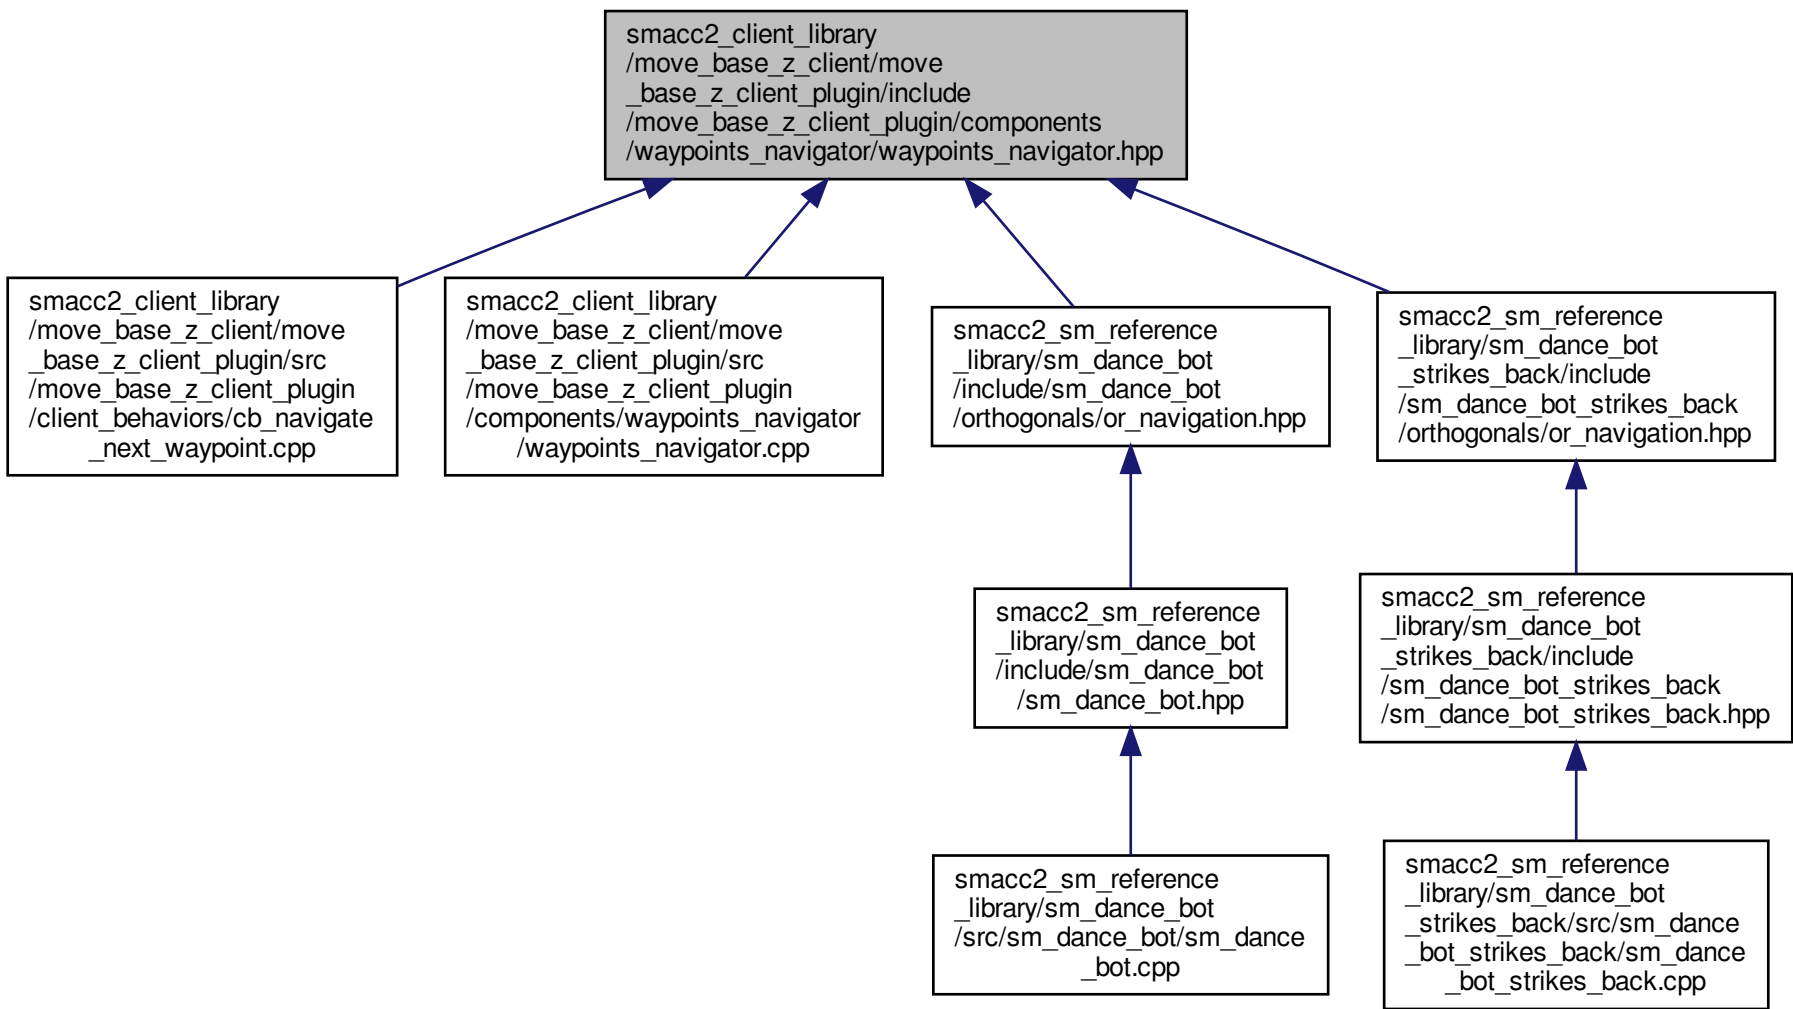 smacc2_client_library
/move_base_z_client/move
_base_z_client_plugin/include
/move_base_z_client_plugin/components
/waypoints_navigator/waypoints_navigator.hpp
smacc2_client_library
/move_base_z_client/move
_base_z_client_plugin/src
/move_base_z_client_plugin
/client_behaviors/cb_navigate
_next_waypoint.cpp
smacc2_client_library
/move_base_z_client/move
_base_z_client_plugin/src
/move_base_z_client_plugin
/components/waypoints_navigator
/waypoints_navigator.cpp
smacc2_sm_reference
_library/sm_dance_bot
/include/sm_dance_bot
/orthogonals/or_navigation.hpp
smacc2_sm_reference
_library/sm_dance_bot
_strikes_back/include
/sm_dance_bot_strikes_back
/orthogonals/or_navigation.hpp
smacc2_sm_reference
_library/sm_dance_bot
/include/sm_dance_bot
/sm_dance_bot.hpp
smacc2_sm_reference
_library/sm_dance_bot
_strikes_back/include
/sm_dance_bot_strikes_back
/sm_dance_bot_strikes_back.hpp
smacc2_sm_reference
_library/sm_dance_bot
/src/sm_dance_bot/sm_dance
_bot.cpp
smacc2_sm_reference
_library/sm_dance_bot
_strikes_back/src/sm_dance
_bot_strikes_back/sm_dance
_bot_strikes_back.cpp